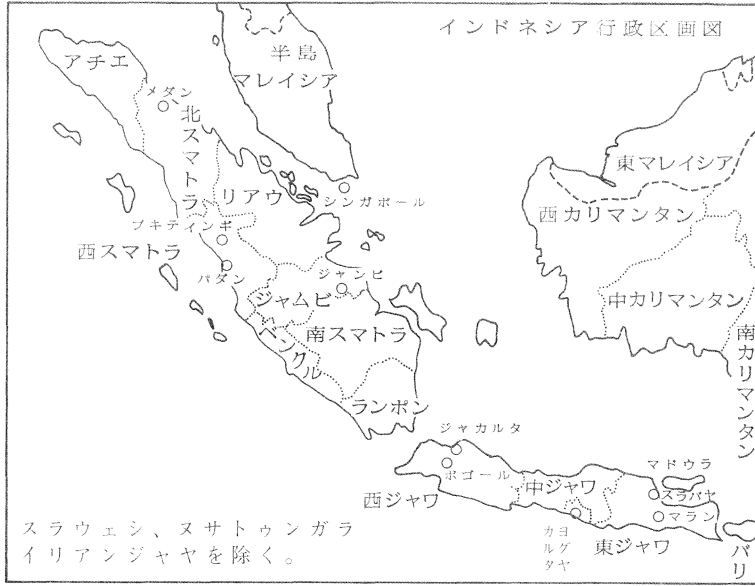 インドネシア行政区画図
半島
マレイシア
アチエ
メダン
北スマトラ
東マレイシア
リアウ
シンガポール
西カリマンタン
ブキティンギ
西スマトラ
パダン
ジャンビ
ジャムビ
中カリマンタン
南スマトラ
ベングル
南カリマンタン
ランポン
ジャカルタ
ボゴール
マドウラ
中ジャワ
スラバヤ
西ジャワ
マラン
ヨゲヤ
カルタ
東ジャワ
バリ
スラウェシ、ヌサトゥンガラ
イリアンジャヤを除く。